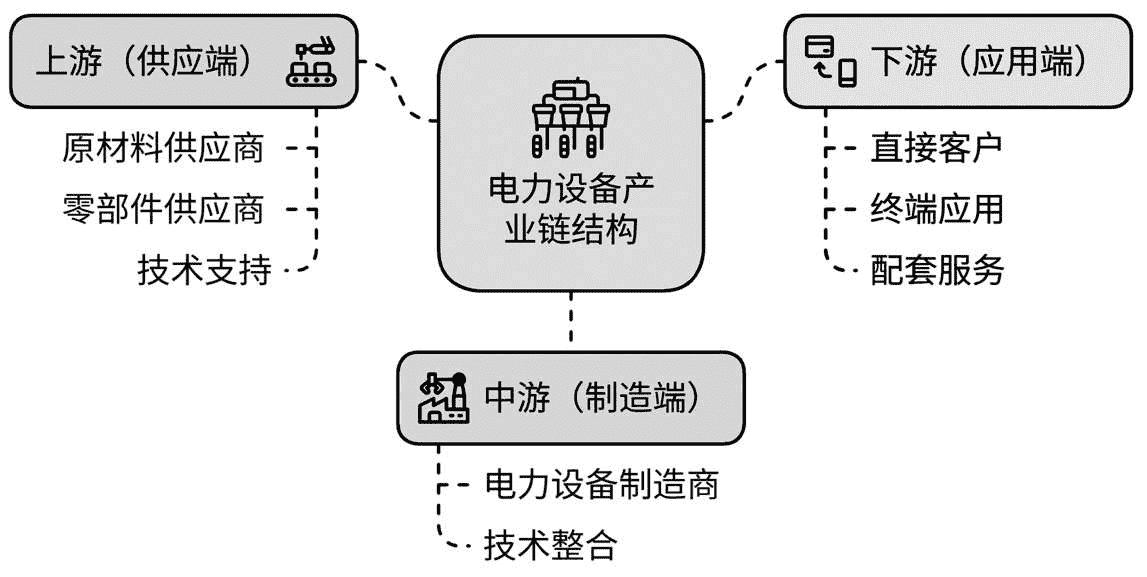 上游（供应端）
原材料供应商
零部件供应商
技术支持
电力设备产
业链结构
下游（应用端）
直接客户
终端应用
配套服务
中游（制造端）
电力设备制造商
技术整合